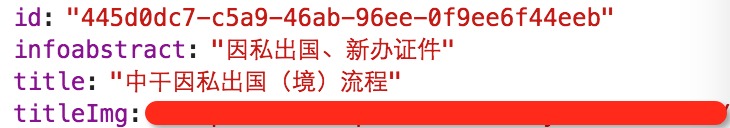 id: "445d0dc7-c5a9-46ab-96ee-0f9ee6f44eeb"
infoabstract: "因私出国、新办证件"
title: "中干因私出国（境）流程"
titleImg: